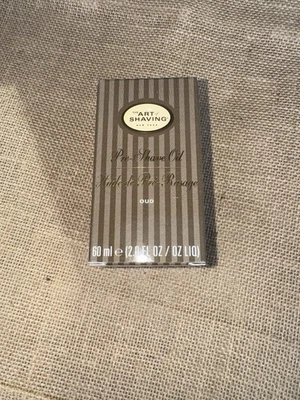 THE
ART OF
SHAVING
NEW YORK
Pre-Shave Oil
Huile de Pré-Rasage
OUD
60 ml e (2.0 FL OZ / OZ LIQ)